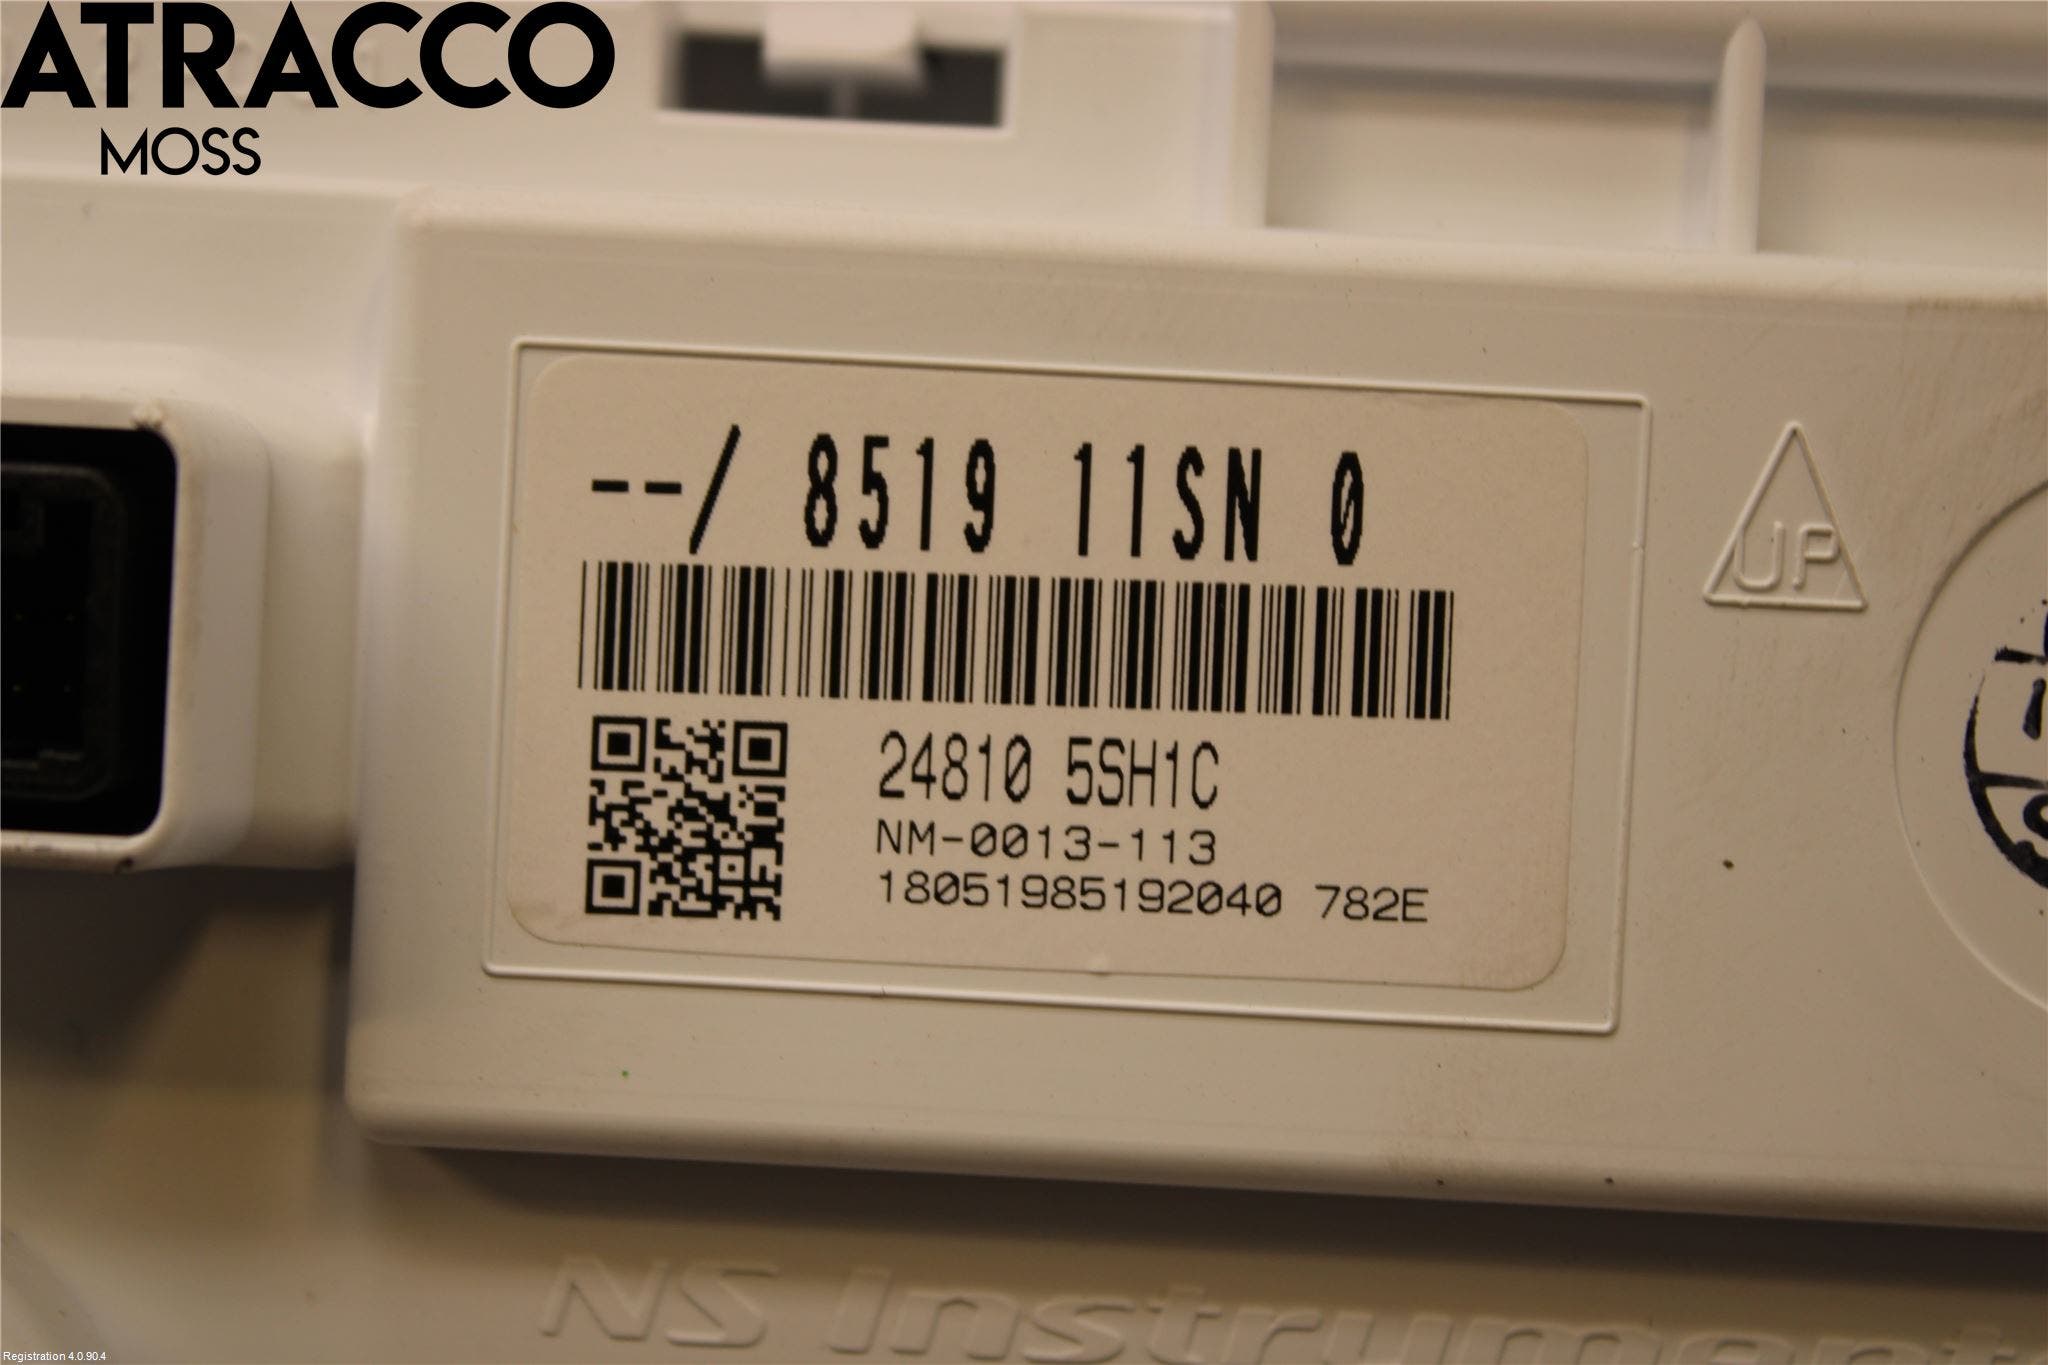 ATRACCO
MOSS
--/ 8519 11SN 0
UP
24810 5SH1C
NM-0013-113
18051985192040 782E
NS Instrument
Registration 4.0.90.4